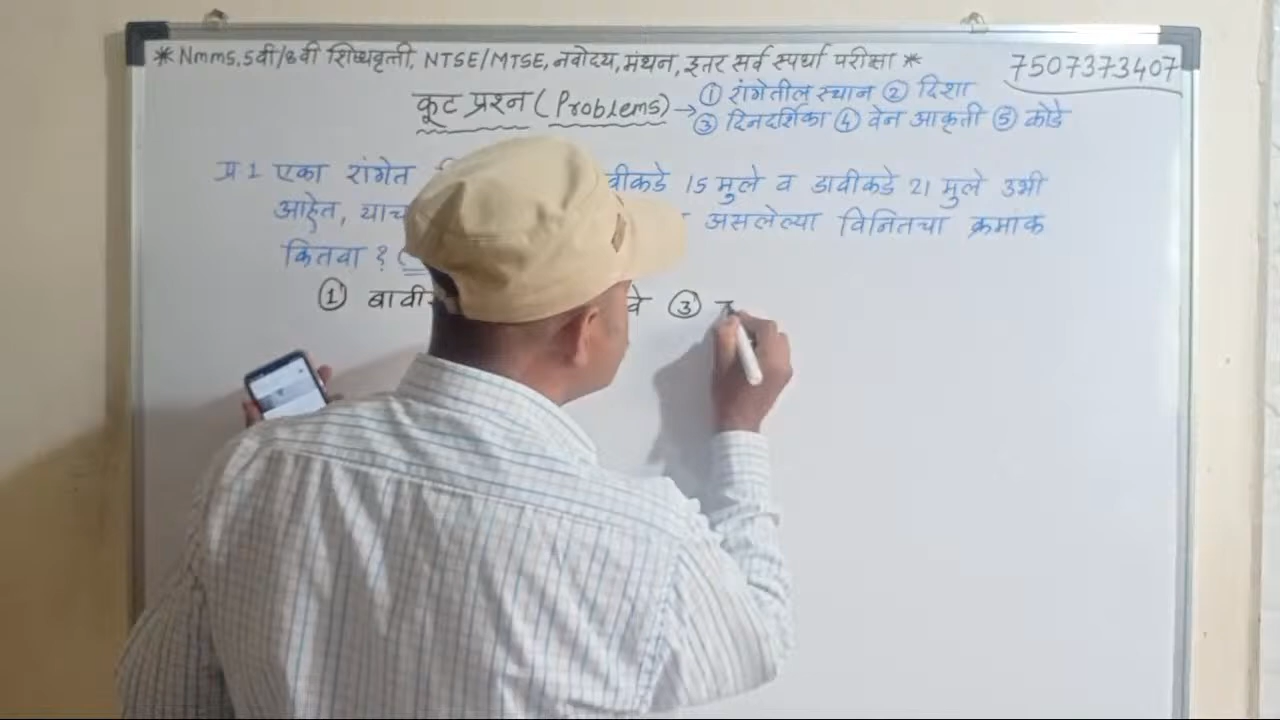 * Nmms, 5वी/8वी शिष्यवृत्ती, NTSE/MTSE, नवोदय, मंथन, इतर सर्व स्पर्धा परीक्षा *
7507373407
कूट प्रश्न (Problems) → ① रांगेतील स्थान ② दिशा
③ दिनदर्शिका ④ वेन आकृती ⑤ कोडे
प्र 1 एका रांगेत वीकडे 15 मुले व डावीकडे 21 मुले उभी
आहेत, याच असलेल्या विनितचा क्रमांक
कितवा ? (
① बावी वे ③